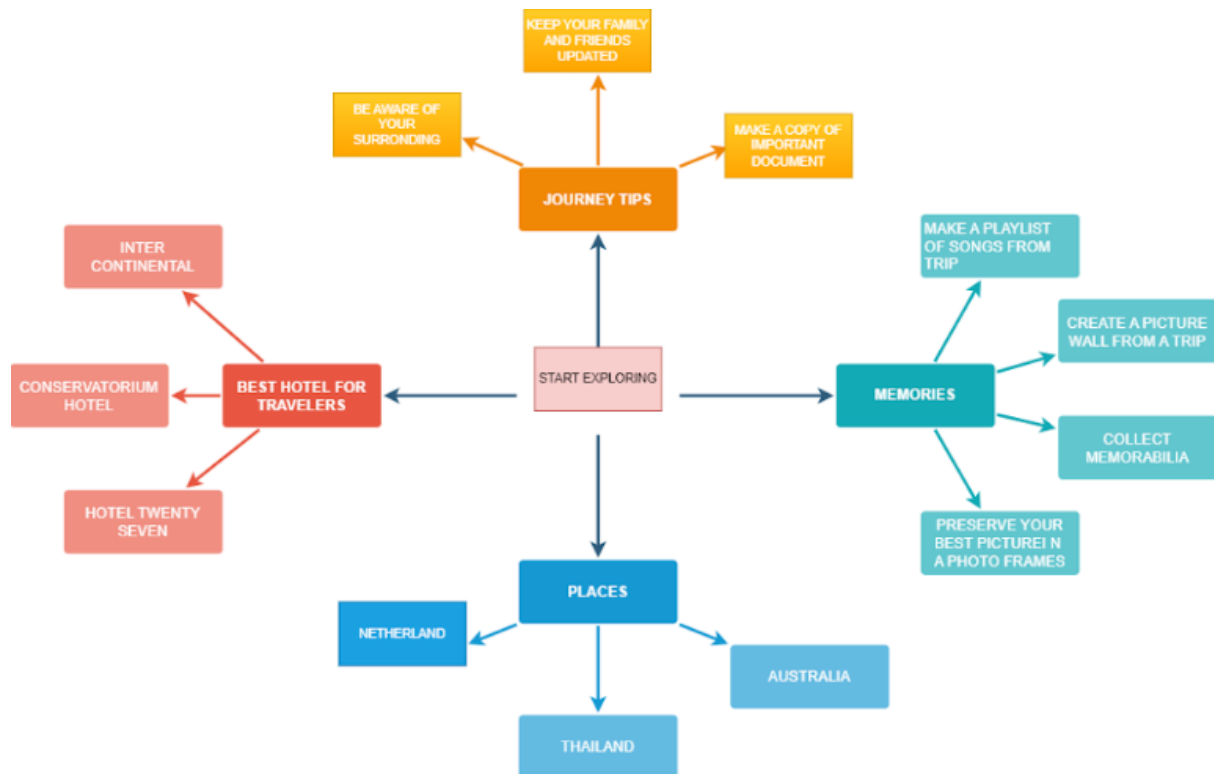 KEEP YOUR FAMILY
AND FRIENDS
UPDATED
BE AWARE OF
YOUR
SURRONDING
MAKE A COPY OF
IMPORTANT
DOCUMENT
JOURNEY TIPS
INTER
CONTINENTAL
MAKE A PLAYLIST
OF SONGS FROM
TRIP
CREATE A PICTURE
WALL FROM A TRIP
CONSERVATORIUM
HOTEL
BEST HOTEL FOR
TRAVELERS
START EXPLORING
MEMORIES
COLLECT
MEMORABILIA
HOTEL TWENTY
SEVEN
PRESERVE YOUR
BEST PICTUREI N
A PHOTO FRAMES
PLACES
NETHERLAND
AUSTRALIA
THAILAND